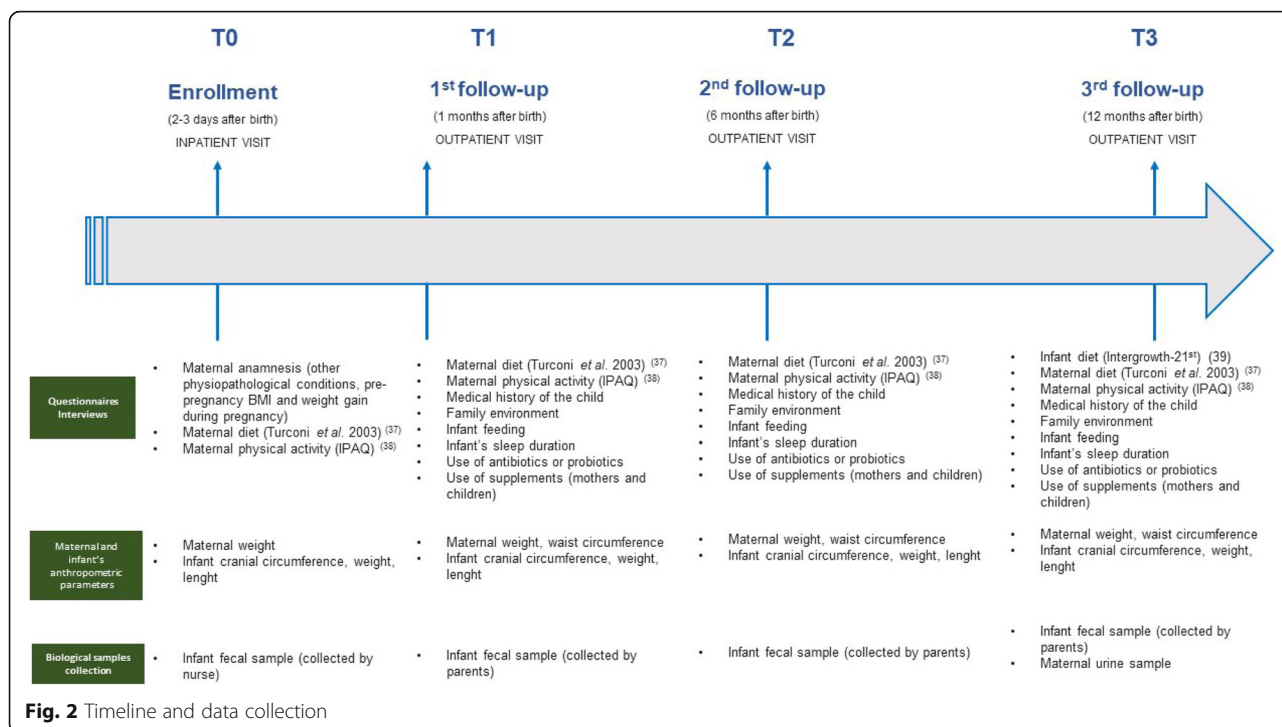 T0
Enrollment
(2-3 days after birth)
INPATIENT VISIT
T1
1st follow-up
(1 months after birth)
OUTPATIENT VISIT
T2
2nd follow-up
(6 months after birth)
OUTPATIENT VISIT
T3
3rd follow-up
(12 months after birth)
OUTPATIENT VISIT
Questionnaires
Interviews
• Maternal anamnesis (other
physiopathological conditions, pre-
pregnancy BMI and weight gain
during pregnancy)
• Maternal diet (Turconi et al. 2003) (37)
• Maternal physical activity (IPAQ) (38)
• Maternal diet (Turconi et al. 2003) (37)
• Maternal physical activity (IPAQ) (38)
• Medical history of the child
• Family environment
• Infant feeding
• Infant's sleep duration
• Use of antibiotics or probiotics
• Use of supplements (mothers and
children)
• Maternal diet (Turconi et al. 2003) (37)
• Maternal physical activity (IPAQ) (38)
• Medical history of the child
• Family environment
• Infant feeding
• Infant's sleep duration
• Use of antibiotics or probiotics
• Use of supplements (mothers and children)
• Infant diet (Intergrowth-21st) (39)
• Maternal diet (Turconi et al. 2003) (37)
• Maternal physical activity (IPAQ) (38)
• Medical history of the child
• Family environment
• Infant feeding
• Infant's sleep duration
• Use of antibiotics or probiotics
• Use of supplements (mothers and
children)
Maternal and
infant's
anthropometric
parameters
• Maternal weight
• Infant cranial circumference, weight,
lenght
• Maternal weight, waist circumference
• Infant cranial circumference, weight,
lenght
• Maternal weight, waist circumference
• Infant cranial circumference, weight, lenght
• Maternal weight, waist circumference
• Infant cranial circumference, weight,
lenght
Biological samples
collection
• Infant fecal sample (collected by
nurse)
• Infant fecal sample (collected by
parents)
• Infant fecal sample (collected by parents)
• Infant fecal sample (collected by
parents)
• Maternal urine sample
Fig. 2 Timeline and data collection